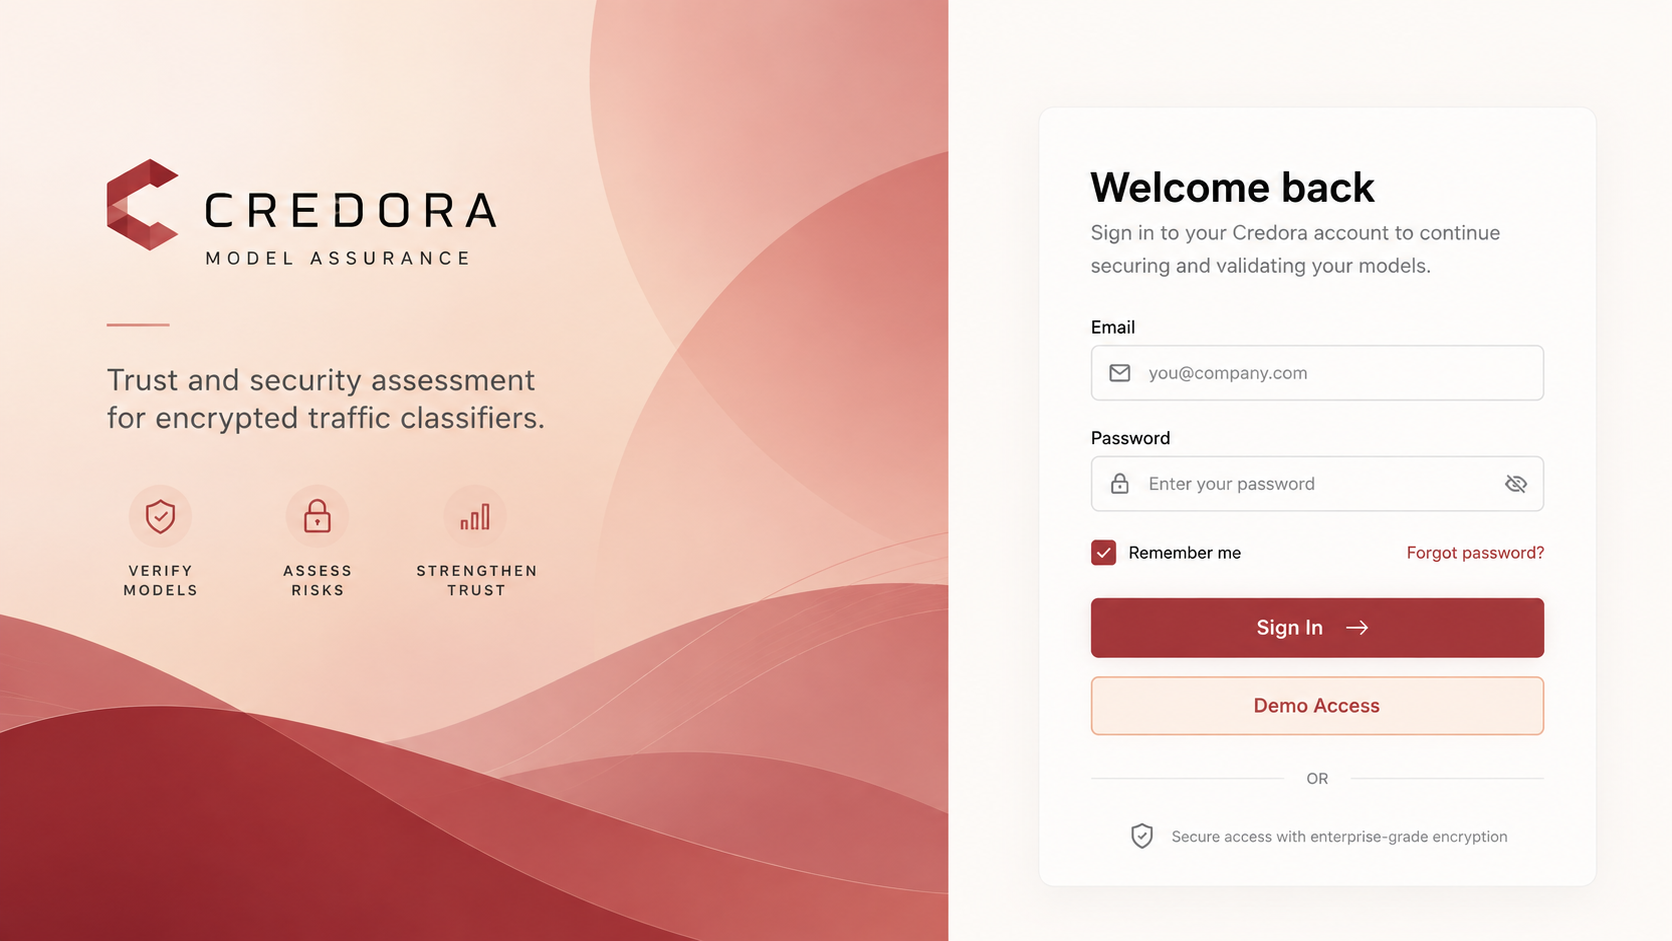 CREDORA
MODEL ASSURANCE
Trust and security assessment
for encrypted traffic classifiers.
VERIFY
MODELS
ASSESS
RISKS
STRENGTHEN
TRUST
Welcome back
Sign in to your Credora account to continue
securing and validating your models.
Email
you@company.com
Password
Enter your password
Remember me
Forgot password?
Sign In
Demo Access
OR
Secure access with enterprise-grade encryption